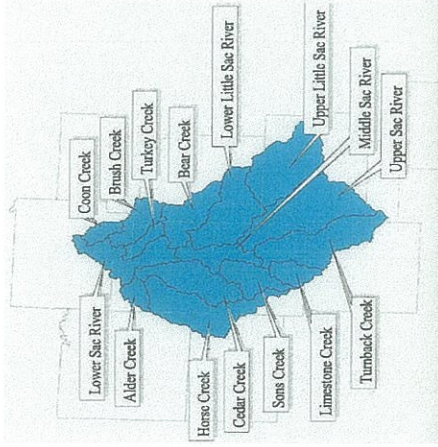 Coon Creek
Brush Creek
Turkey Creek
Bear Creek
Lower Little Sac River
Upper Little Sac River
Middle Sac River
Upper Sac River
Lower Sac River
Alder Creek
Horse Creek
Cedar Creek
Sons Creek
Limestone Creek
Turnback Creek